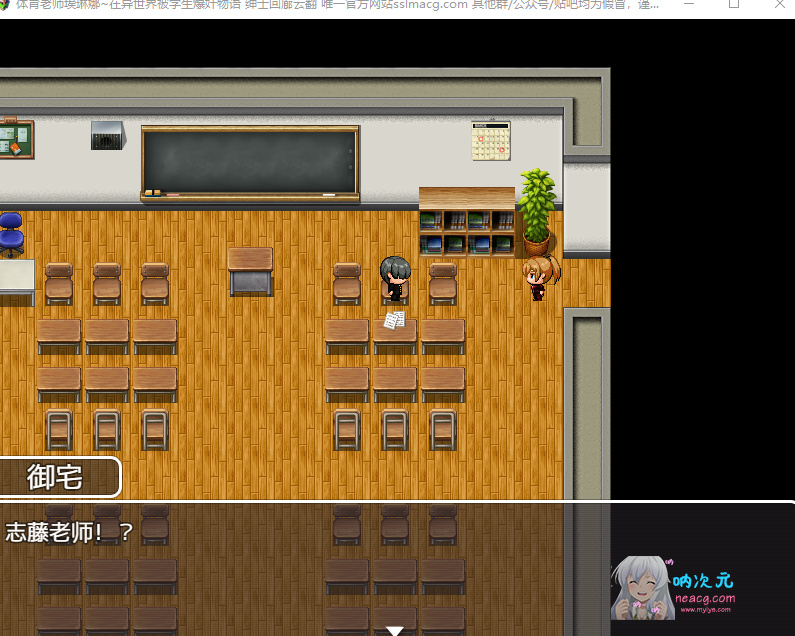 体育老师埃琳娜~在异世界被学生爆奸物语 绅士回廊云翻 唯一官方网站sslmacg.com 其他群/公众号/贴吧均为假冒，谨...
御宅
志藤老师！？
呐次元
neacg.com
www.mylye.com